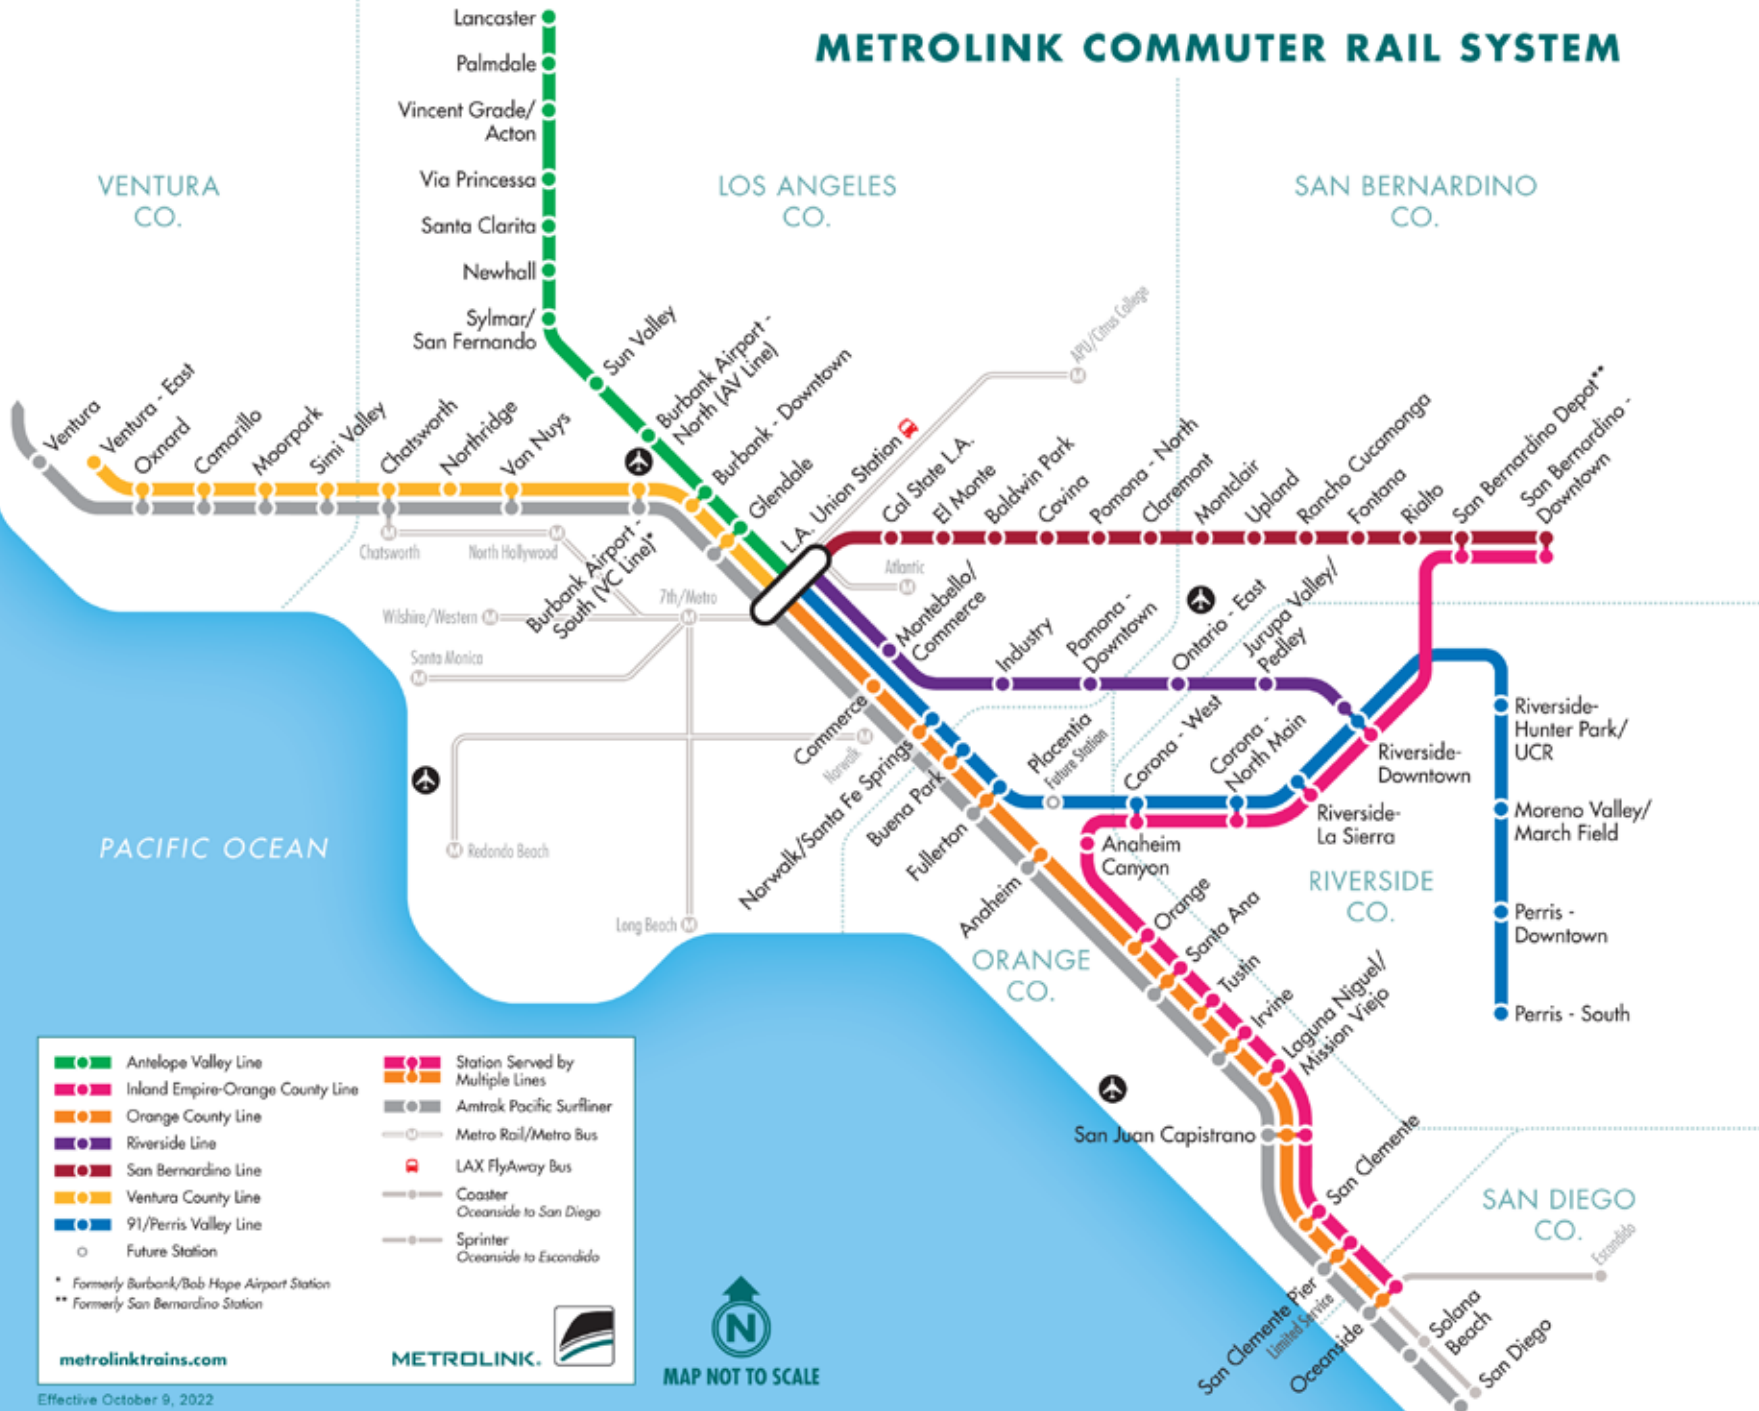 METROLINK COMMUTER RAIL SYSTEM
VENTURA
CO.
LOS ANGELES
CO.
SAN BERNARDINO
CO.
Lancaster
Palmdale
Vincent Grade/
Acton
Via Princessa
Santa Clarita
Newhall
Sylmar/
San Fernando
Sun Valley
Burbank Airport -
North (AV Line)
Burbank - Downtown
Glendale
L.A. Union Station
APU/Citrus College
M
Ventura
Ventura - East
Oxnard
Camarillo
Moorpark
Simi Valley
Chatsworth
Northridge
Van Nuys
Burbank Airport -
South (VC Line)*
Cal State L.A.
El Monte
Baldwin Park
Covina
Pomona - North
Claremont
Montclair
Upland
Rancho Cucamonga
Fontana
Rialto
San Bernardino Depot**
San Bernardino -
Downtown
M
Chatsworth
M
North Hollywood
Atlantic
M
Wilshire/Western M
7th/Metro
M
Santa Monica
M
Norwalk
M
M Redondo Beach
Long Beach M
Montebello/
Commerce
Industry
Pomona -
Downtown
Ontario - East
Jurupa Valley/
Pedley
Commerce
Norwalk/Santa Fe Springs
Buena Park
Fullerton
Anaheim
Placentia
Future Station
Corona - West
Corona -
North Main
Riverside-
Downtown
Riverside-
La Sierra
Riverside-
Hunter Park/
UCR
Moreno Valley/
March Field
Perris -
Downtown
Perris - South
RIVERSIDE
CO.
Anaheim
Canyon
Orange
Santa Ana
Tustin
Irvine
Laguna Niguel/
Mission Viejo
ORANGE
CO.
PACIFIC OCEAN
San Juan Capistrano
San Clemente
San Clemente Pier
Limited Service
Oceanside
Solana
Beach
San Diego
Escondido
SAN DIEGO
CO.
Antelope Valley Line
Inland Empire-Orange County Line
Orange County Line
Riverside Line
San Bernardino Line
Ventura County Line
91/Perris Valley Line
Future Station
Station Served by
Multiple Lines
Amtrak Pacific Surfliner
M
Metro Rail/Metro Bus
LAX FlyAway Bus
Coaster
Oceanside to San Diego
Sprinter
Oceanside to Escondido
* Formerly Burbank/Bob Hope Airport Station
** Formerly San Bernardino Station
metrolinktrains.com
METROLINK.
Effective October 9, 2022
N
MAP NOT TO SCALE